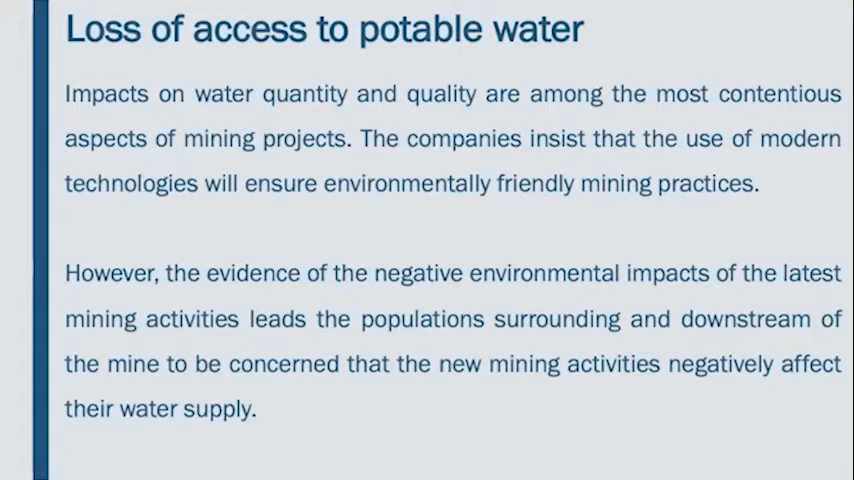 Loss of access to potable water
Impacts on water quantity and quality are among the most contentious
aspects of mining projects. The companies insist that the use of modern
technologies will ensure environmentally friendly mining practices.
However, the evidence of the negative environmental impacts of the latest
mining activities leads the populations surrounding and downstream of
the mine to be concerned that the new mining activities negatively affect
their water supply.